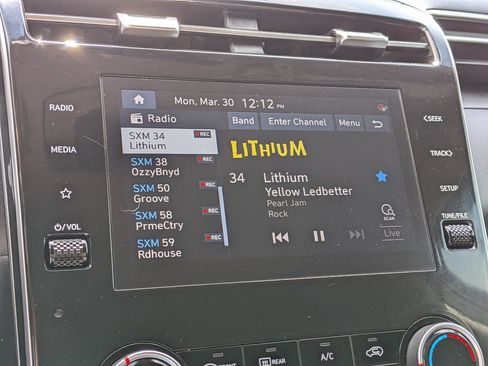 Mon, Mar. 30 12:12 PM
Radio
Band
Enter Channel
Menu
SXM 34
REC
Lithium
SXM 38
REC
OzzyBnyd
SXM 50
REC
Groove
SXM 58
REC
PrmeCtry
SXM 59
REC
Rdhouse
LITHIUM
34 Lithium
Yellow Ledbetter
Pearl Jam
Rock
SCAN
Live
RADIO
MEDIA
VOL
SEEK
TRACK
SETUP
TUNE/FILE
FRONT
REAR
A/C